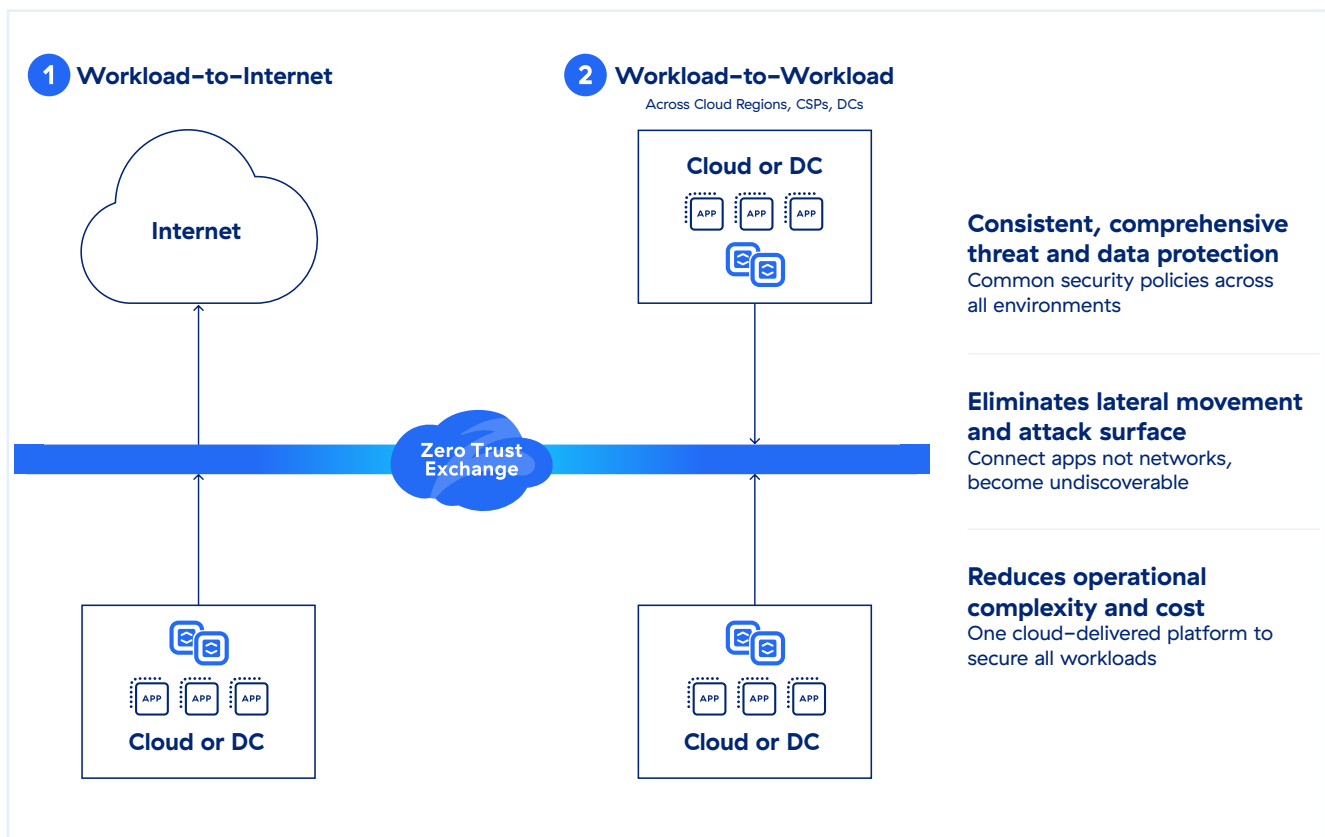 1 Workload-to-Internet
Internet
2 Workload-to-Workload
Across Cloud Regions, CSPs, DCs
Cloud or DC
APP APP APP
Zero Trust
Exchange
APP APP APP
Cloud or DC
APP APP APP
Cloud or DC
Consistent, comprehensive
threat and data protection
Common security policies across
all environments
Eliminates lateral movement
and attack surface
Connect apps not networks,
become undiscoverable
Reduces operational
complexity and cost
One cloud-delivered platform to
secure all workloads